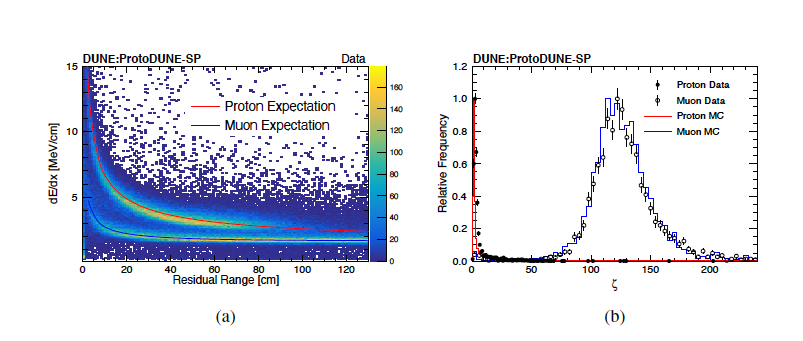 DUNE:ProtoDUNE-SP Data
15
10
5
dE/dx [MeV/cm]
Proton Expectation
Muon Expectation
160
140
120
100
80
60
40
20
0
0 20 40 60 80 100 120
Residual Range [cm]
(a)
DUNE:ProtoDUNE-SP
1.2
1.0
0.8
0.6
0.4
0.2
0.0
Relative Frequency
Proton Data
Muon Data
Proton MC
Muon MC
0 50 100 150 200
ζ
(b)